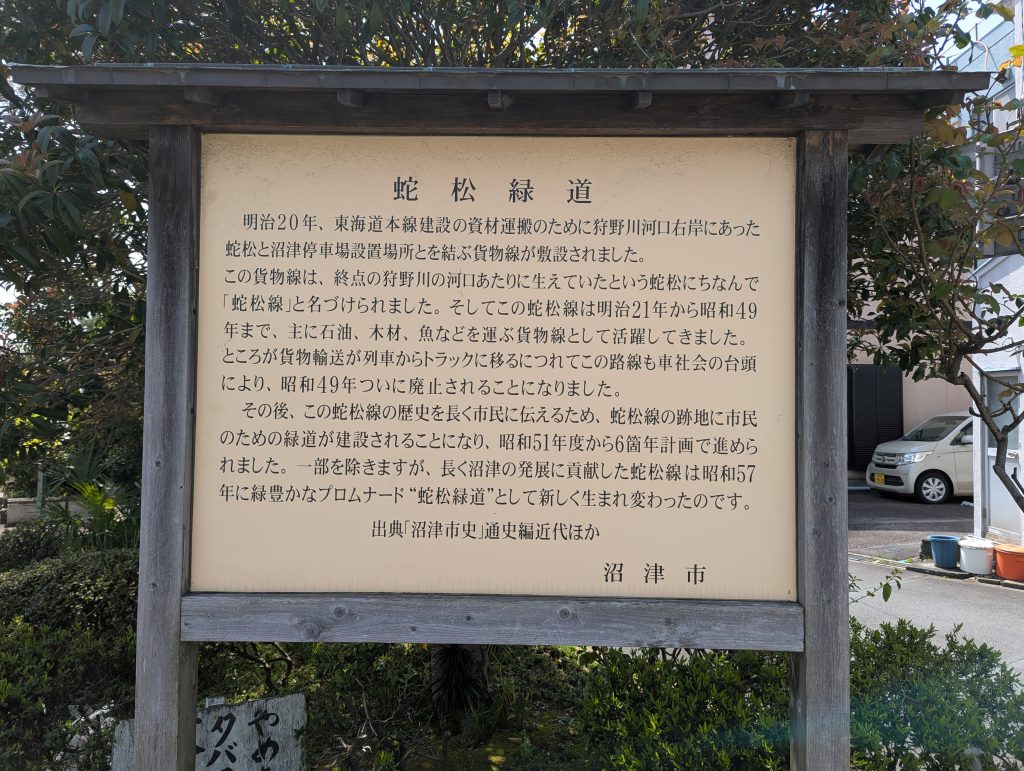 蛇松緑道
明治20年、東海道本線建設の資材運搬のために狩野川河口右岸にあった
蛇松と沼津停車場設置場所とを結ぶ貨物線が敷設されました。
この貨物線は、終点の狩野川の河口あたりに生えていたという蛇松にちなんで
「蛇松線」と名づけられました。そしてこの蛇松線は明治21年から昭和49
年まで、主に石油、木材、魚などを運ぶ貨物線として活躍してきました。
ところが貨物輸送が列車からトラックに移るにつれてこの路線も車社会の台頭
により、昭和49年ついに廃止されることになりました。
その後、この蛇松線の歴史を長く市民に伝えるため、蛇松線の跡地に市民
のための緑道が建設されることになり、昭和51年度から6箇年計画で進めら
れました。一部を除きますが、長く沼津の発展に貢献した蛇松線は昭和57
年に緑豊かなプロムナード“蛇松緑道”として新しく生まれ変わったのです。
出典「沼津市史」通史編近代ほか
沼津市
やめ
タバ